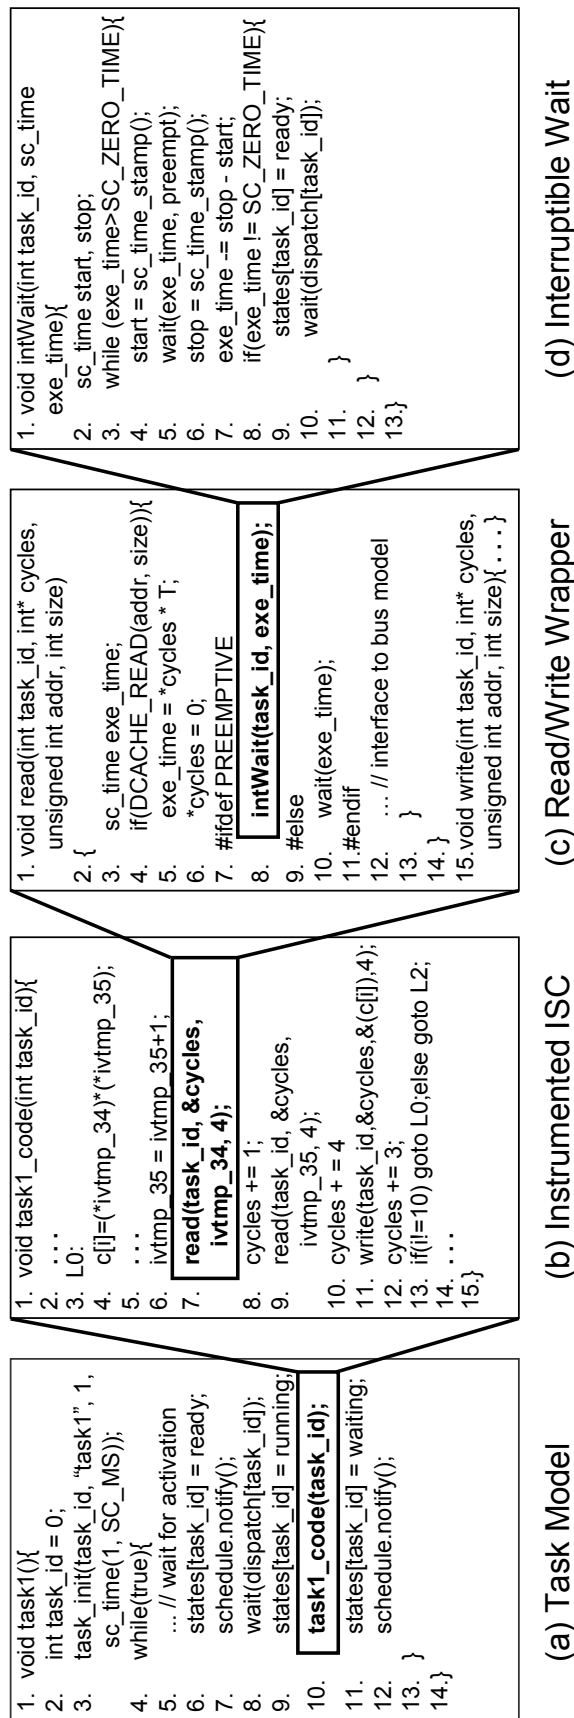 1. void task1(){
2. int task_id = 0;
3. task_init(task_id, “task1”, 1,
sc_time(1, SC_MS));
4. while(true){
5. ... // wait for activation
6. states[task_id] = ready;
7. schedule.notify();
8. wait(dispatch[task_id]);
9. states[task_id] = running;
10. task1_code(task_id);
11. states[task_id] = waiting;
12. schedule.notify();
13. }
14.}
(a) Task Model
1. void task1_code(int task_id){
2. . . .
3. L0:
4. c[i]=(*ivtmp_34)*(*ivtmp_35);
5. . . .
6. ivtmp_35 = ivtmp_35+1;
7. read(task_id, &cycles,
ivtmp_34, 4);
8. cycles += 1;
9. read(task_id, &cycles,
ivtmp_35, 4);
10. cycles + = 4
11. write(task_id,&cycles,&(c[i]),4);
12. cycles += 3;
13. if(i!=10) goto L0;else goto L2;
14. . . .
15.}
(b) Instrumented ISC
1. void read(int task_id, int* cycles,
unsigned int addr, int size)
2. {
3. sc_time exe_time;
4. if(DCACHE_READ(addr, size)){
5. exe_time = *cycles * T;
6. *cycles = 0;
7. #ifdef PREEMPTIVE
8. intWait(task_id, exe_time);
9. #else
10. wait(exe_time);
11.#endif
12. ... // interface to bus model
13. }
14. }
15.void write(int task_id, int* cycles,
unsigned int addr, int size){ . . . }
(c) Read/Write Wrapper
1. void intWait(int task_id, sc_time
exe_time){
2. sc_time start, stop;
3. while (exe_time>SC_ZERO_TIME){
4. start = sc_time_stamp();
5. wait(exe_time, preempt);
6. stop = sc_time_stamp();
7. exe_time -= stop - start;
8. if(exe_time != SC_ZERO_TIME){
9. states[task_id] = ready;
10. wait(dispatch[task_id]);
11. }
12. }
13.}
(d) Interruptible Wait